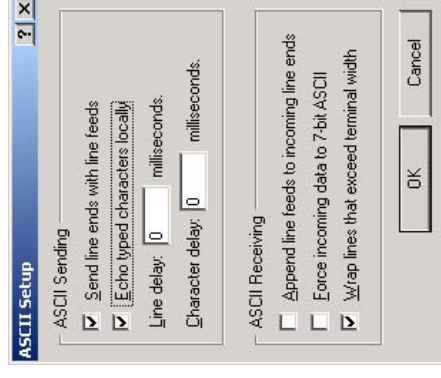 ASCII Setup
ASCII Sending
Send line ends with line feeds
Echo typed characters locally
Line delay: 0 milliseconds.
Character delay: 0 milliseconds.
ASCII Receiving
Append line feeds to incoming line ends
Force incoming data to 7-bit ASCII
Wrap lines that exceed terminal width
OK Cancel